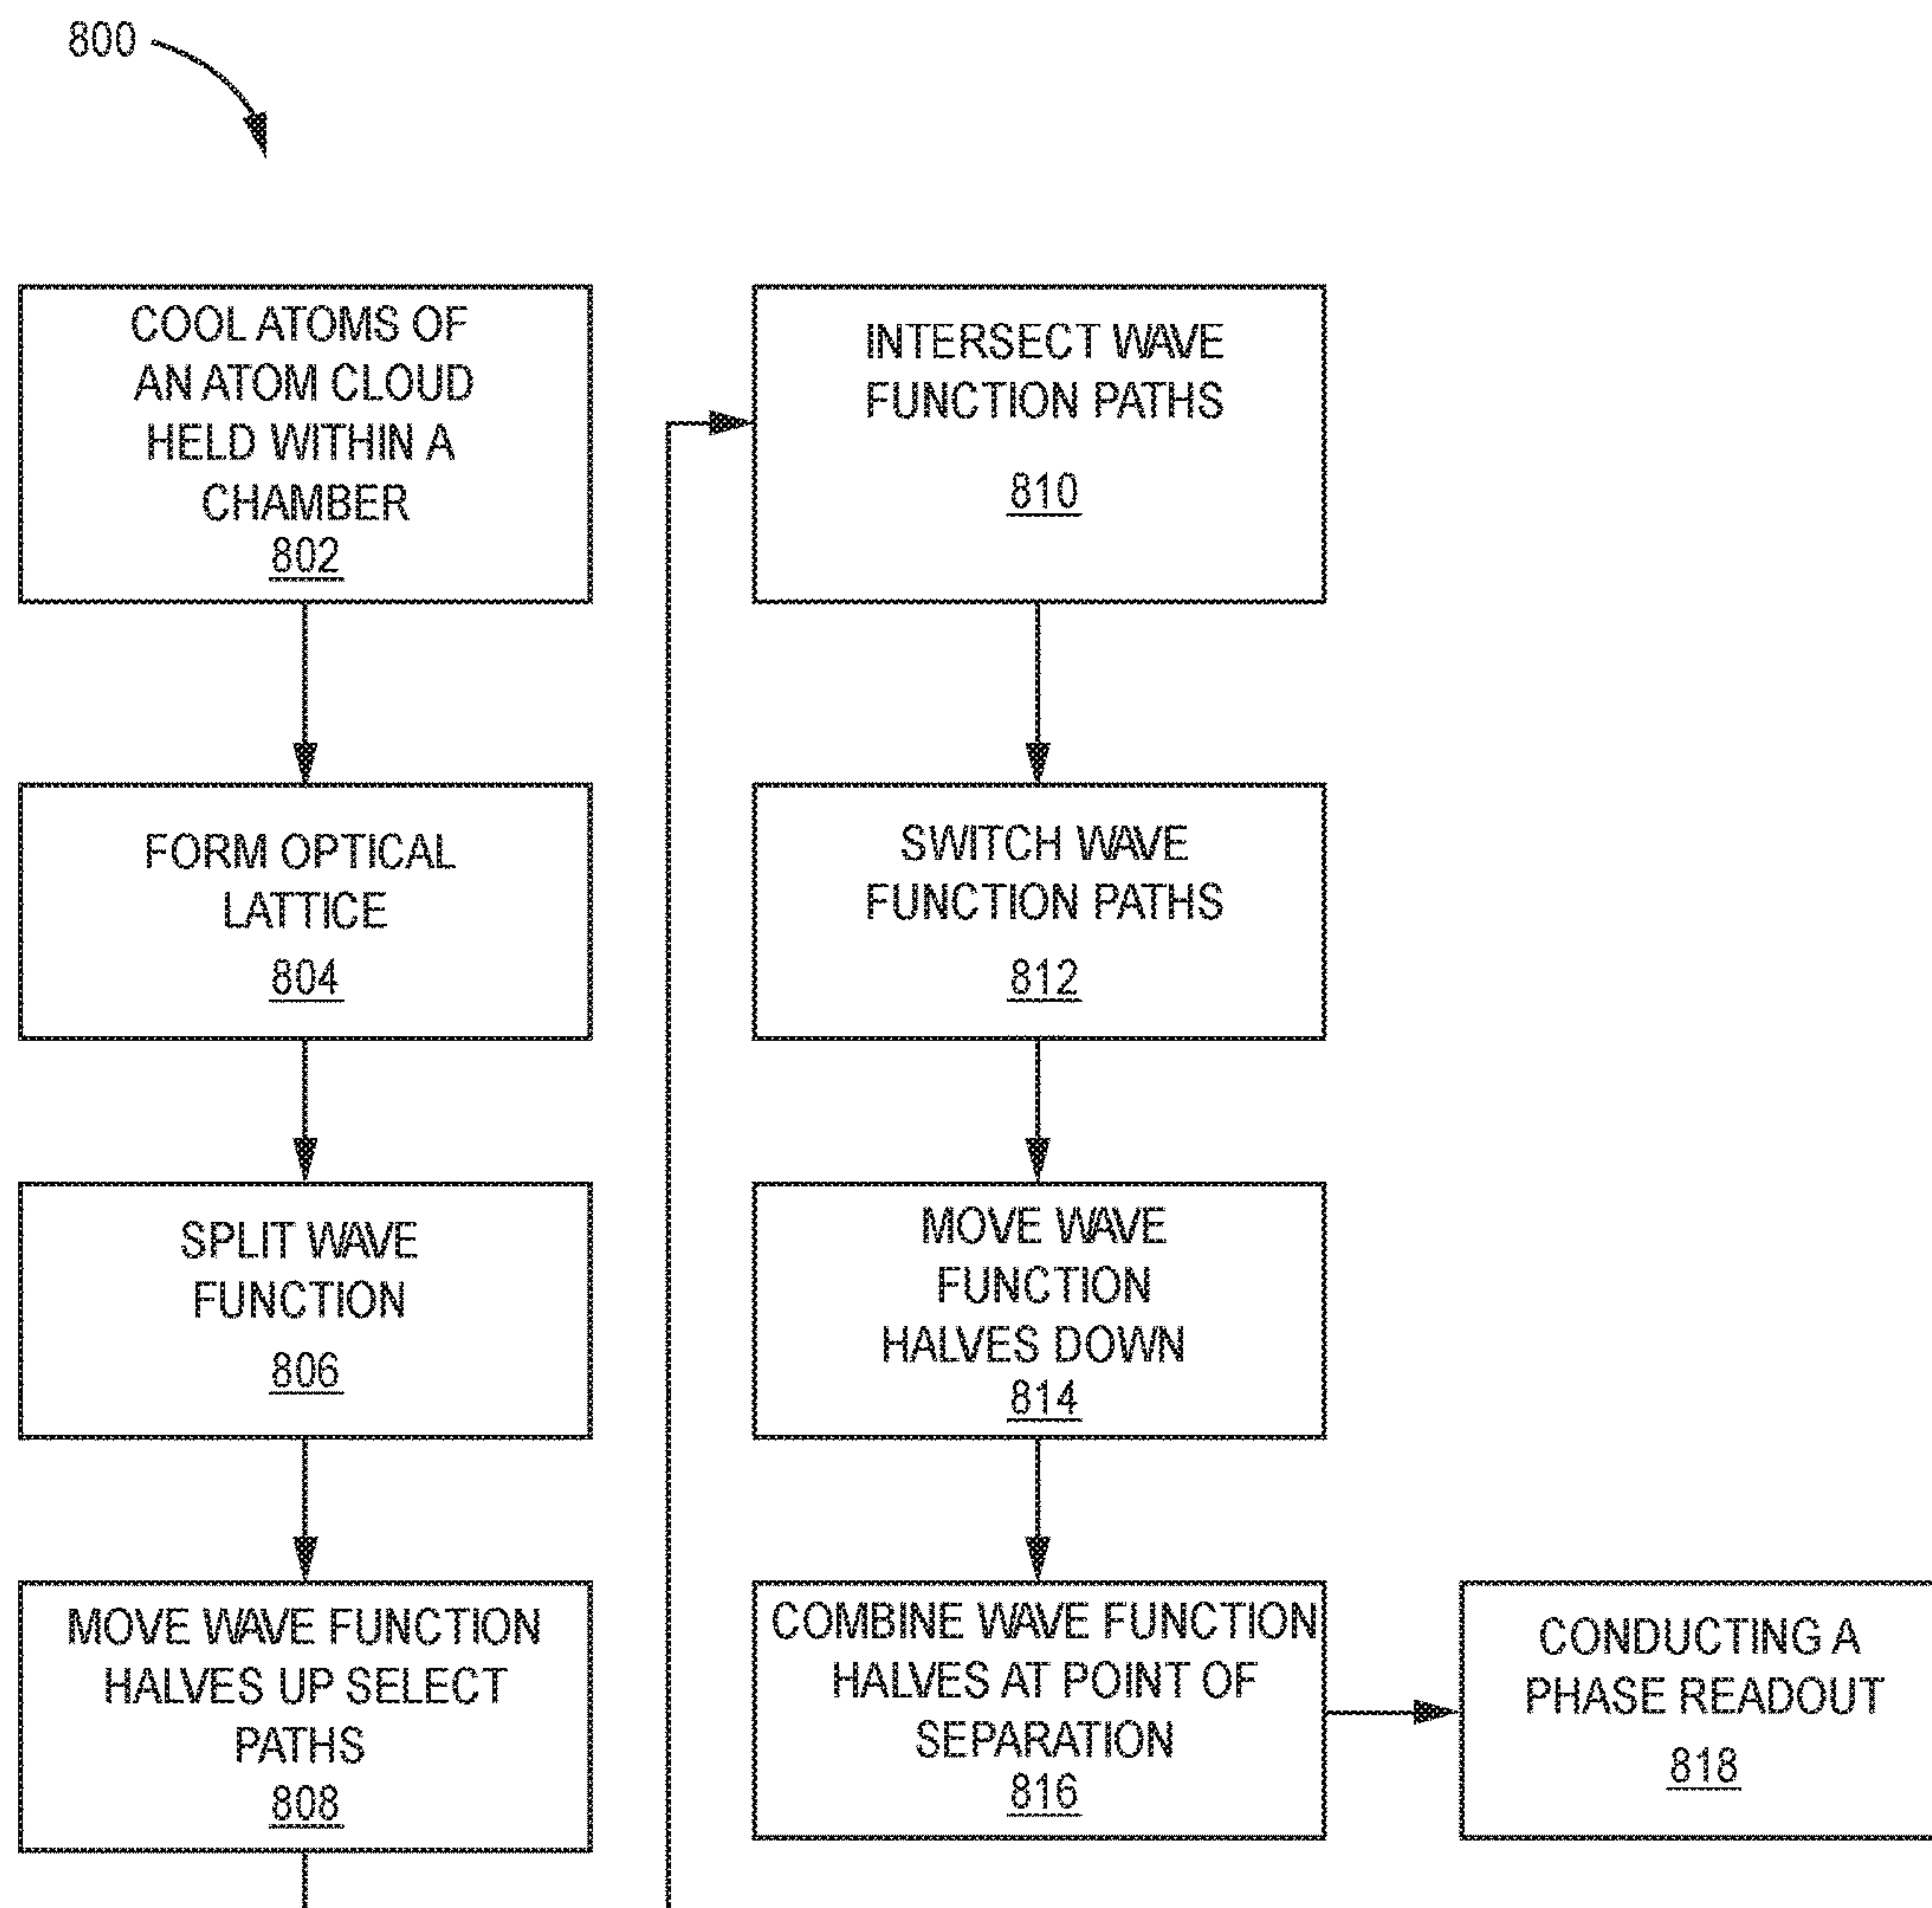 800
COOL ATOMS OF
AN ATOM CLOUD
HELD WITHIN A
CHAMBER
802
FORM OPTICAL
LATTICE
804
SPLIT WAVE
FUNCTION
806
MOVE WAVE FUNCTION
HALVES UP SELECT
PATHS
808
INTERSECT WAVE
FUNCTION PATHS
810
SWITCH WAVE
FUNCTION PATHS
812
MOVE WAVE
FUNCTION
HALVES DOWN
814
COMBINE WAVE FUNCTION
HALVES AT POINT OF
SEPARATION
816
CONDUCTING A
PHASE READOUT
818